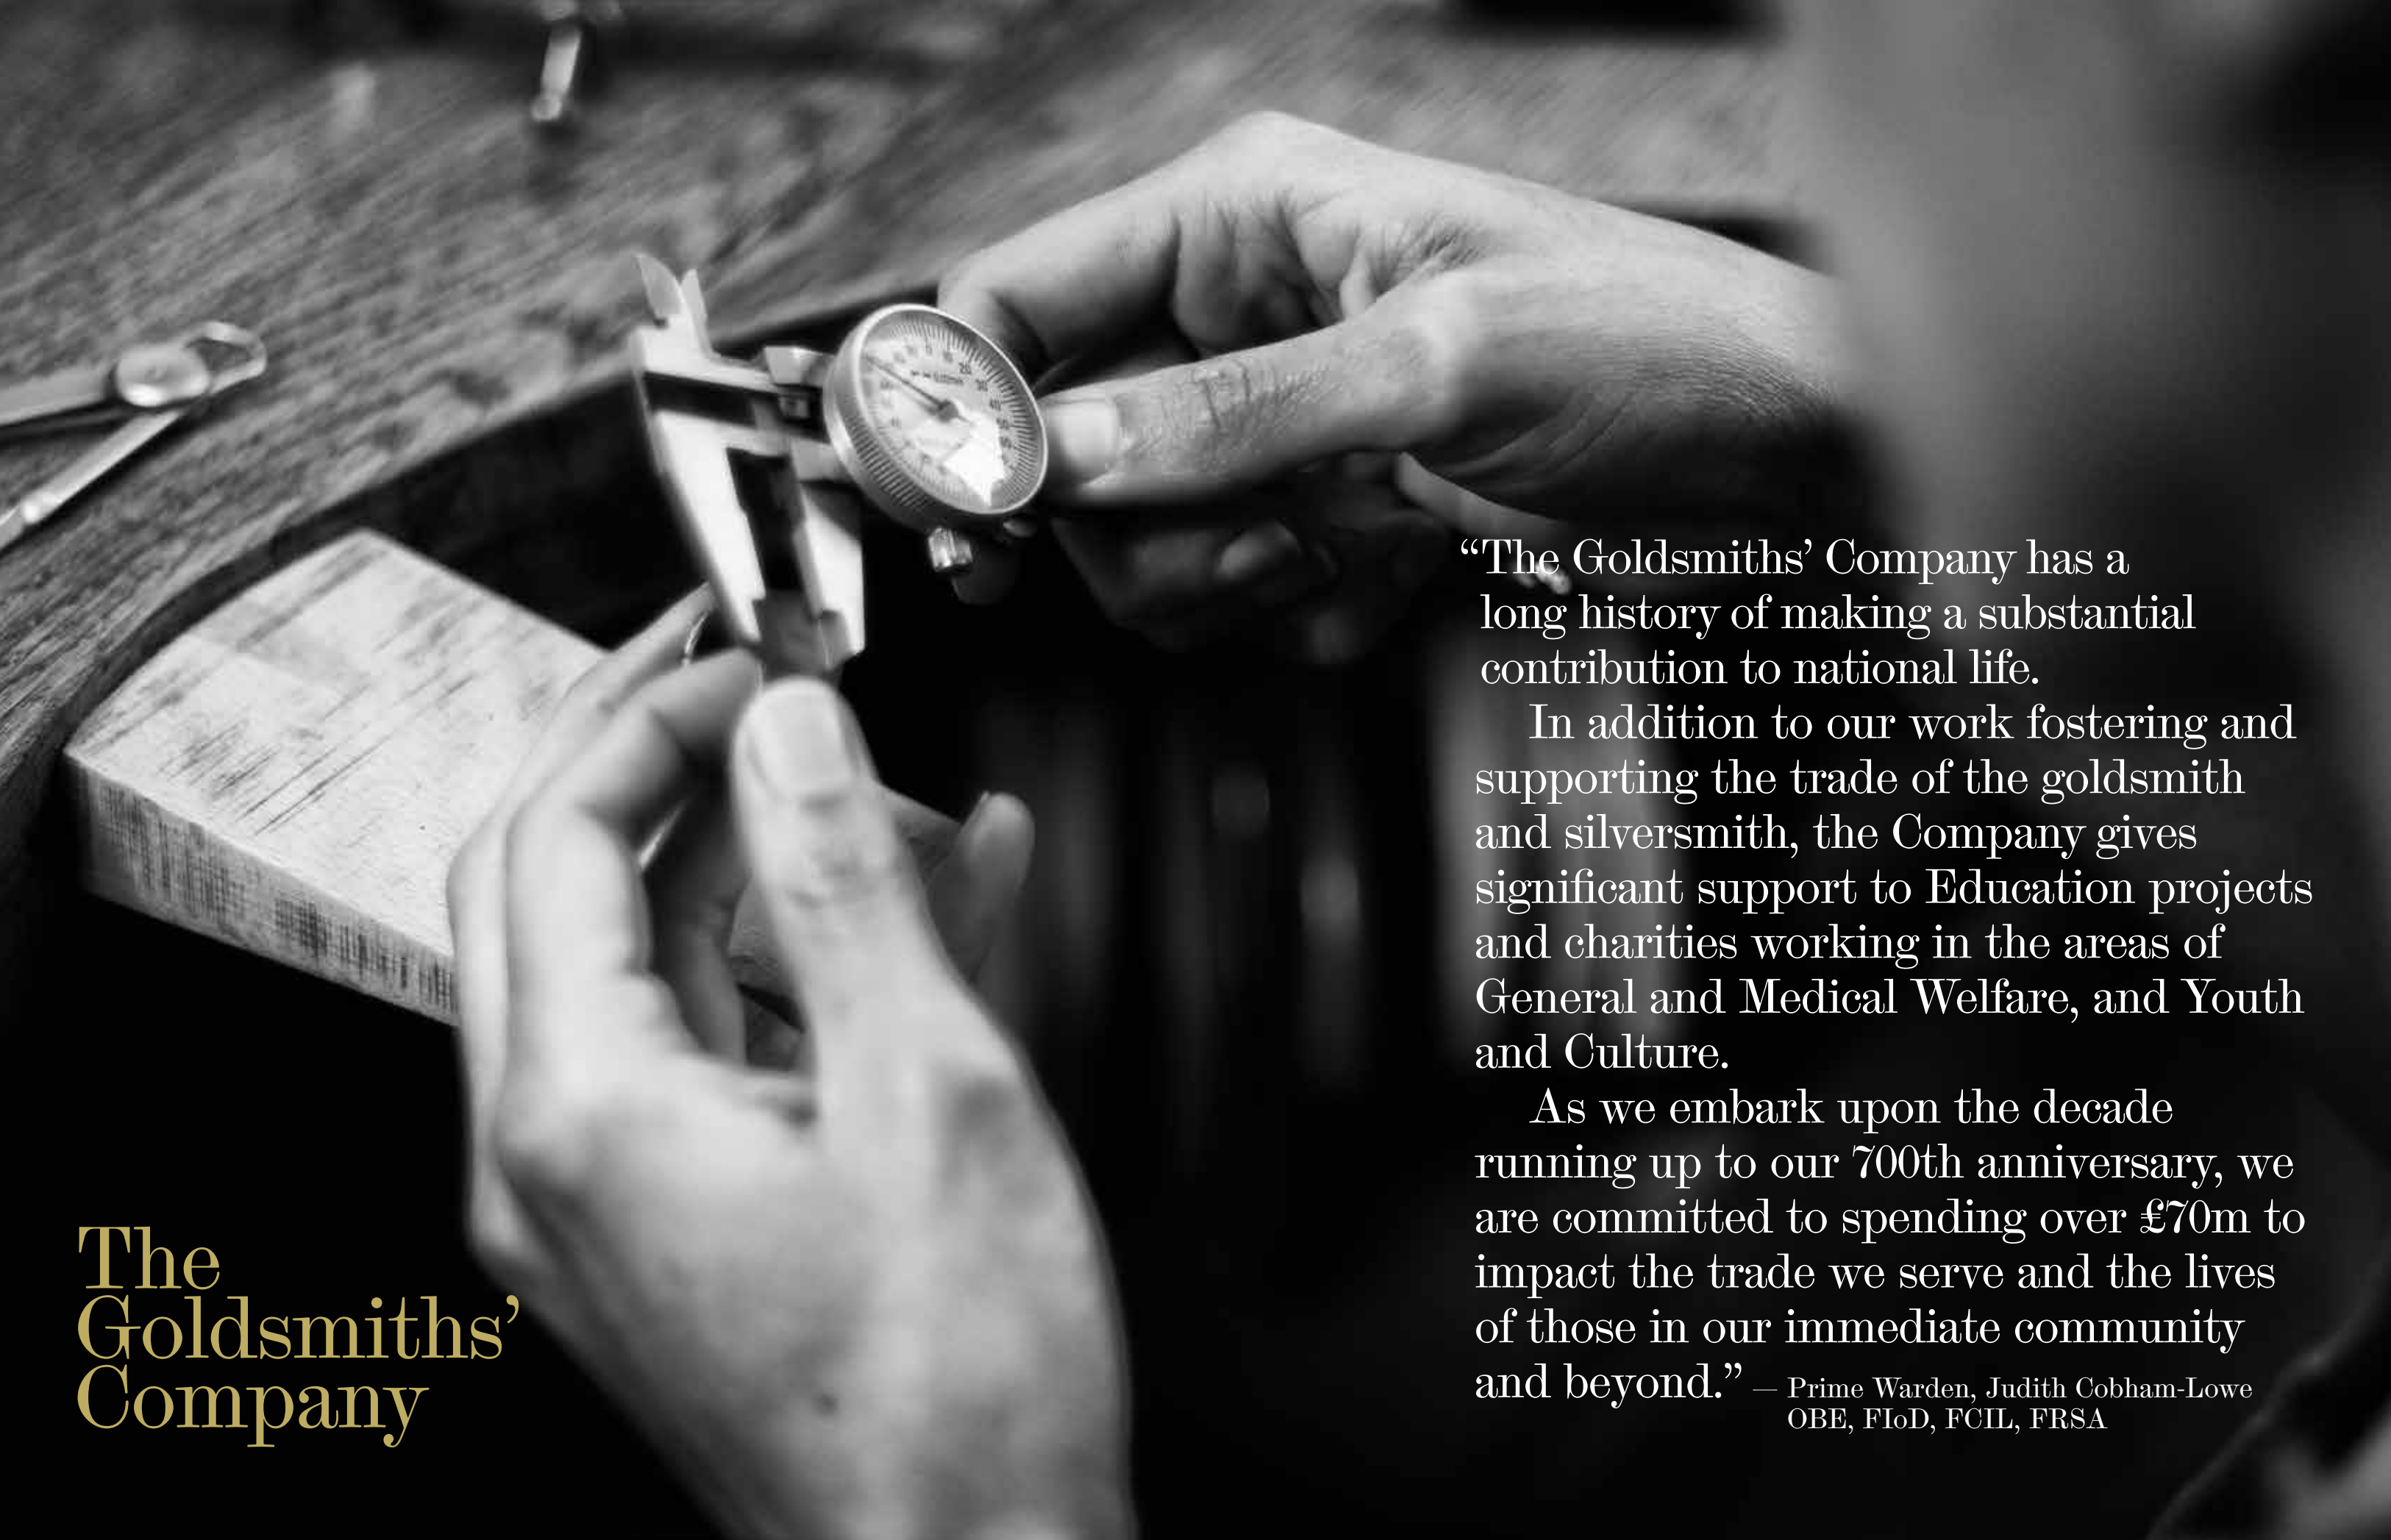 “The Goldsmiths’ Company has a
long history of making a substantial
contribution to national life.
In addition to our work fostering and
supporting the trade of the goldsmith
and silversmith, the Company gives
significant support to Education projects
and charities working in the areas of
General and Medical Welfare, and Youth
and Culture.
As we embark upon the decade
running up to our 700th anniversary, we
are committed to spending over £70m to
impact the trade we serve and the lives
of those in our immediate community
and beyond.” — Prime Warden, Judith Cobham-Lowe
OBE, FIoD, FCIL, FRSA
The
Goldsmiths’
Company